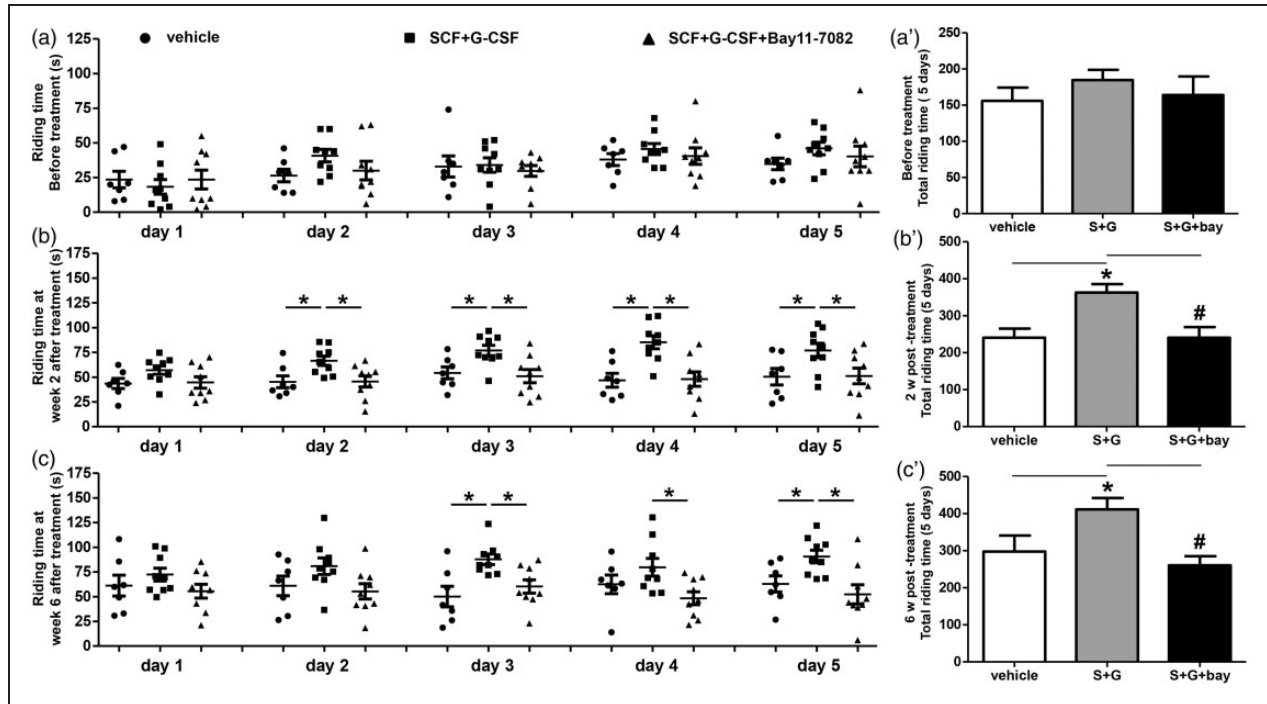 (a)
vehicle
SCF+G-CSF
SCF+G-CSF+Bay11-7082
Riding time
Before treatment (s)
125
100
75
50
25
0
day 1
day 2
day 3
day 4
day 5
(a')
Before treatment
Total riding time ( 5 days)
250
200
150
100
50
0
vehicle
S+G
S+G+bay
(b)
Riding time at
week 2 after treatment (s)
175
150
125
100
75
50
25
0
* * * * * * * *
day 1
day 2
day 3
day 4
day 5
(b')
2 w post -treatment
Total riding time (5 days)
500
400
300
200
100
0
*
#
vehicle
S+G
S+G+bay
(c)
Riding time at
week 6 after treatment (s)
175
150
125
100
75
50
25
0
* * * * *
day 1
day 2
day 3
day 4
day 5
(c')
6 w post -treatment
Total riding time (5 days)
500
400
300
200
100
0
*
#
vehicle
S+G
S+G+bay